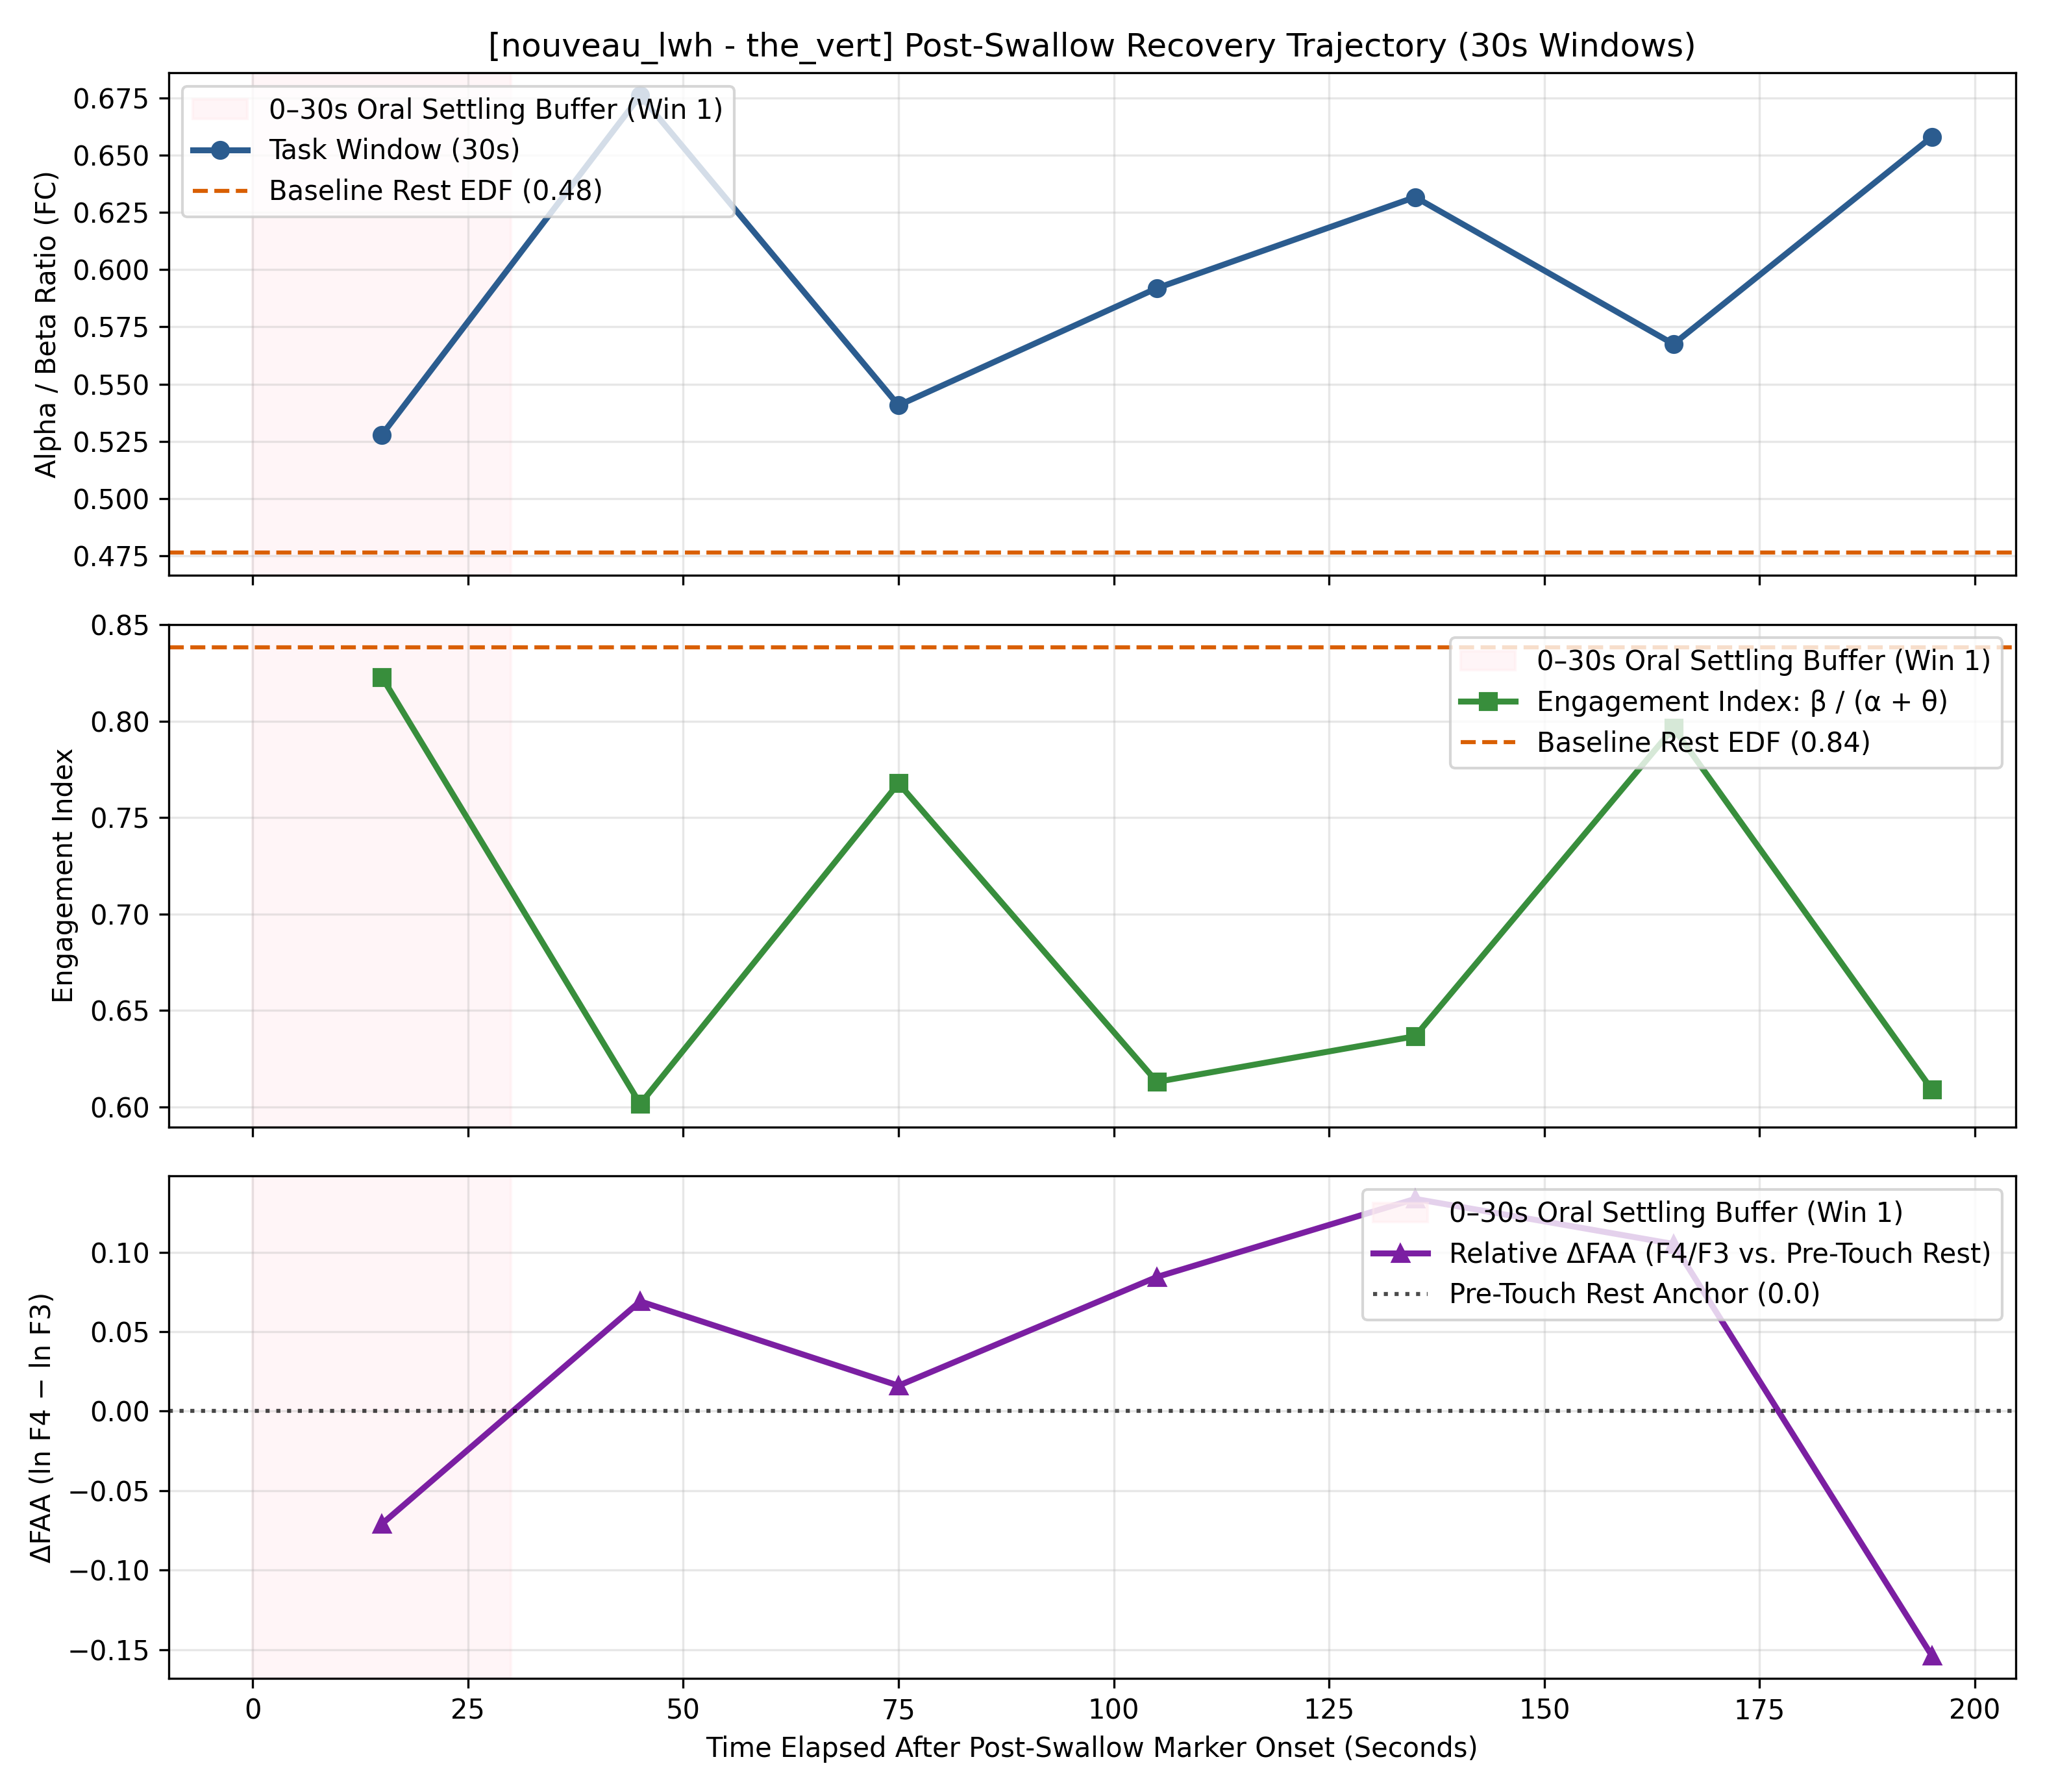 [nouveau_lwh - the_vert] Post-Swallow Recovery Trajectory (30s Windows)
Alpha / Beta Ratio (FC)
0.675
0.650
0.625
0.600
0.575
0.550
0.525
0.500
0.475
0–30s Oral Settling Buffer (Win 1)
Task Window (30s)
Baseline Rest EDF (0.48)
Engagement Index
0.85
0.80
0.75
0.70
0.65
0.60
0–30s Oral Settling Buffer (Win 1)
Engagement Index: β / (α + θ)
Baseline Rest EDF (0.84)
ΔFAA (ln F4 − ln F3)
0.10
0.05
0.00
−0.05
−0.10
−0.15
0–30s Oral Settling Buffer (Win 1)
Relative ΔFAA (F4/F3 vs. Pre-Touch Rest)
Pre-Touch Rest Anchor (0.0)
0 25 50 75 100 125 150 175 200
Time Elapsed After Post-Swallow Marker Onset (Seconds)